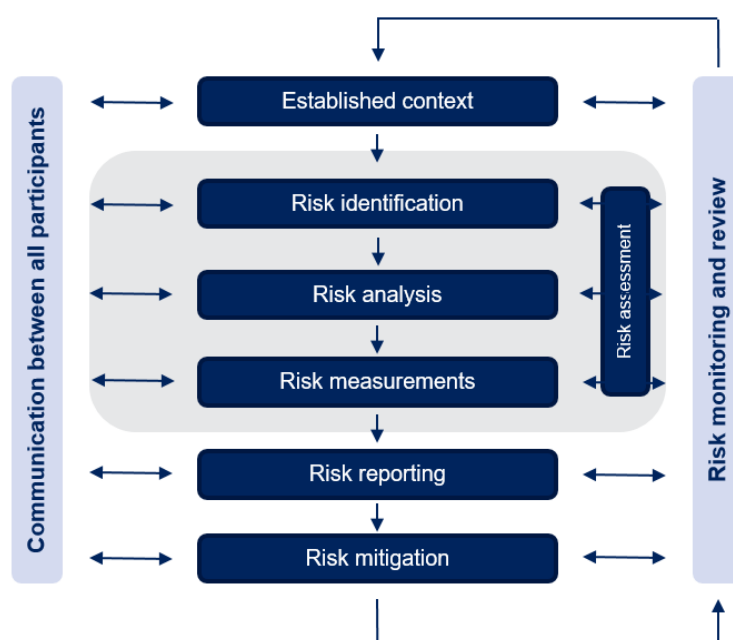 Established context
Communication between all participants
Risk identification
Risk analysis
Risk measurements
Risk assessment
Risk monitoring and review
Risk reporting
Risk mitigation